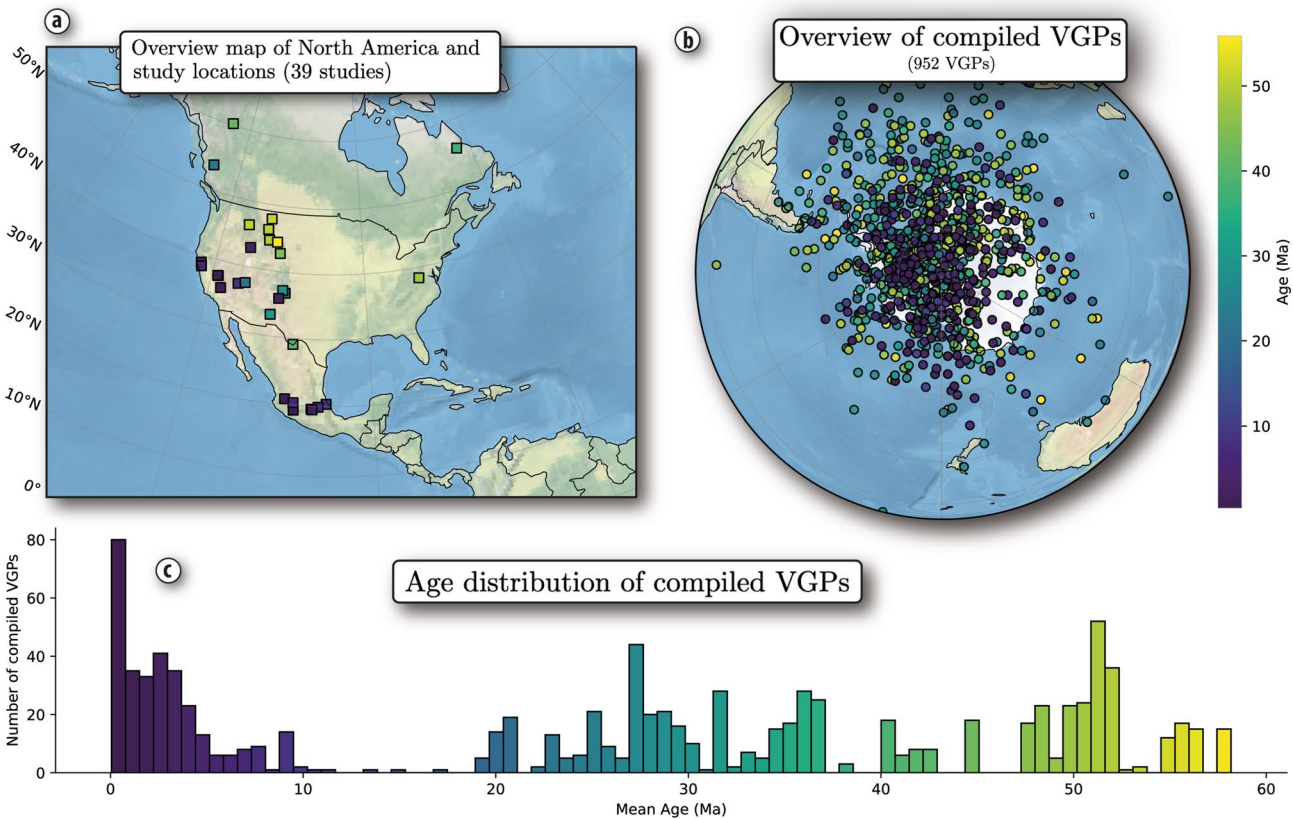 a
Overview map of North America and
study locations (39 studies)
50°N
40°N
30°N
20°N
10°N
0°
b
Overview of compiled VGPs
(952 VGPs)
50
40
30
20
10
Age (Ma)
c
Age distribution of compiled VGPs
Number of compiled VGPs
80
60
40
20
0
0 10 20 30 40 50 60
Mean Age (Ma)